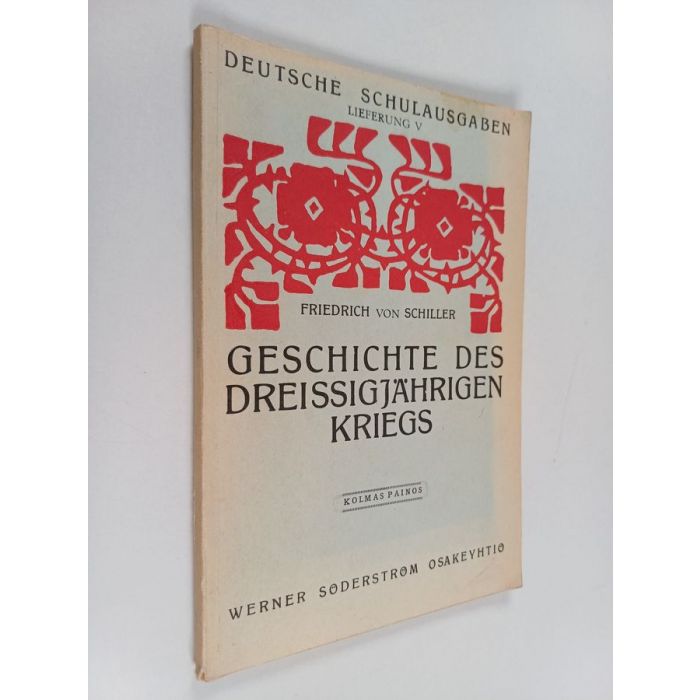 DEUTSCHE SCHULAUSGABEN
LIEFERUNG V
FRIEDRICH VON SCHILLER
GESCHICHTE DES
DREISSIGJÄHRIGEN
KRIEGS
KOLMAS PAINOS
WERNER SÖDERSTRÖM OSAKEYHTIÖ